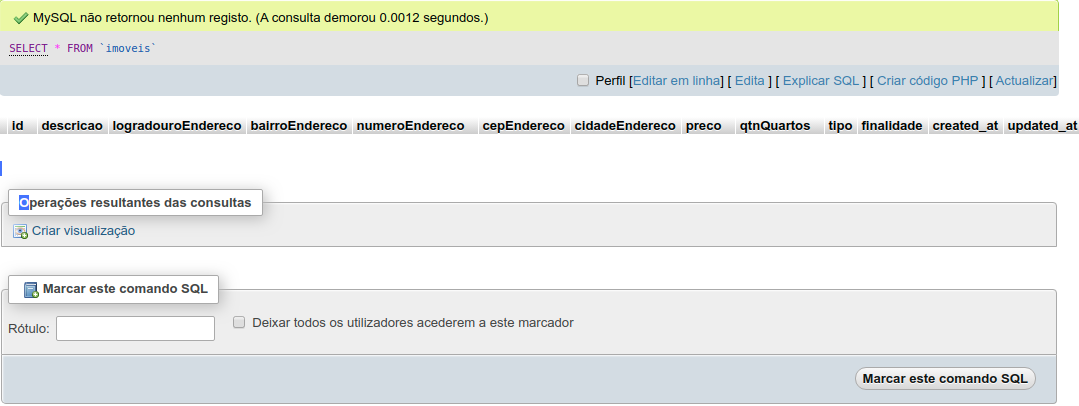 MySQL não retornou nenhum registo. (A consulta demorou 0.0012 segundos.)
SELECT * FROM `imoveis`
Perfil [Editar em linha] [ Edita ] [ Explicar SQL ] [ Criar código PHP ] [ Actualizar]
id descricao logradouroEndereco bairroEndereco numeroEndereco cepEndereco cidadeEndereco preco qtnQuartos tipo finalidade created_at updated_at
Operações resultantes das consultas
Criar visualização
Marcar este comando SQL
Rótulo: Deixar todos os utilizadores acederem a este marcador
Marcar este comando SQL